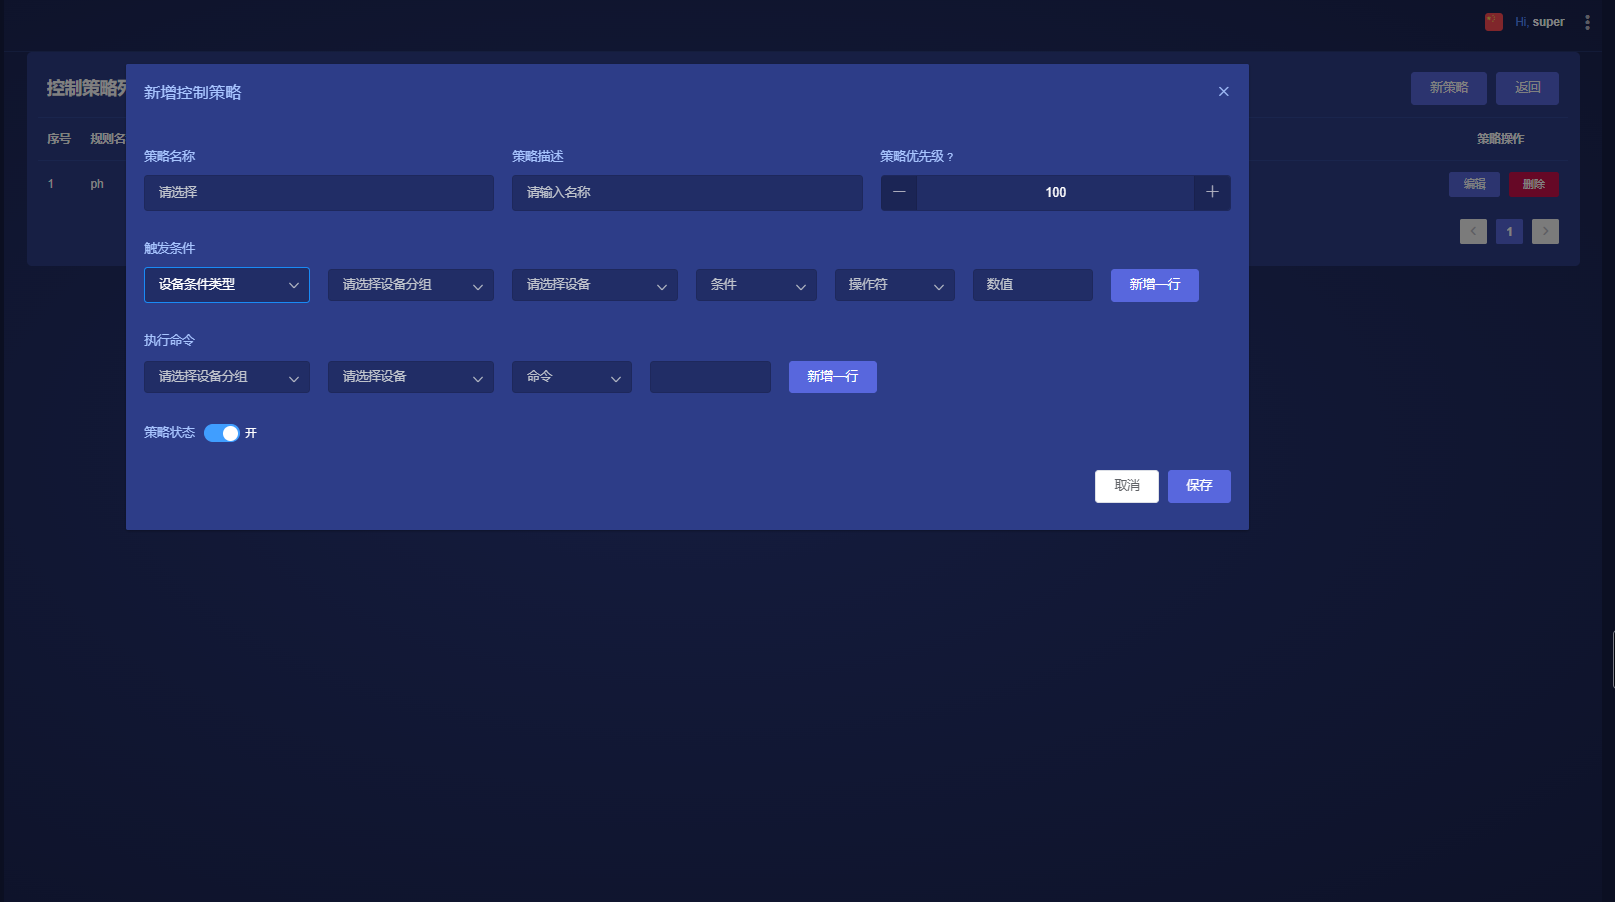 Hi, super
控制策略列
新策略
返回
新增控制策略
序号
规则名
策略操作
1
ph
编辑
删除
1
策略名称
策略描述
策略优先级 ?
请选择
请输入名称
100
触发条件
设备条件类型
请选择设备分组
请选择设备
条件
操作符
数值
新增一行
执行命令
请选择设备分组
请选择设备
命令
新增一行
策略状态
开
取消
保存